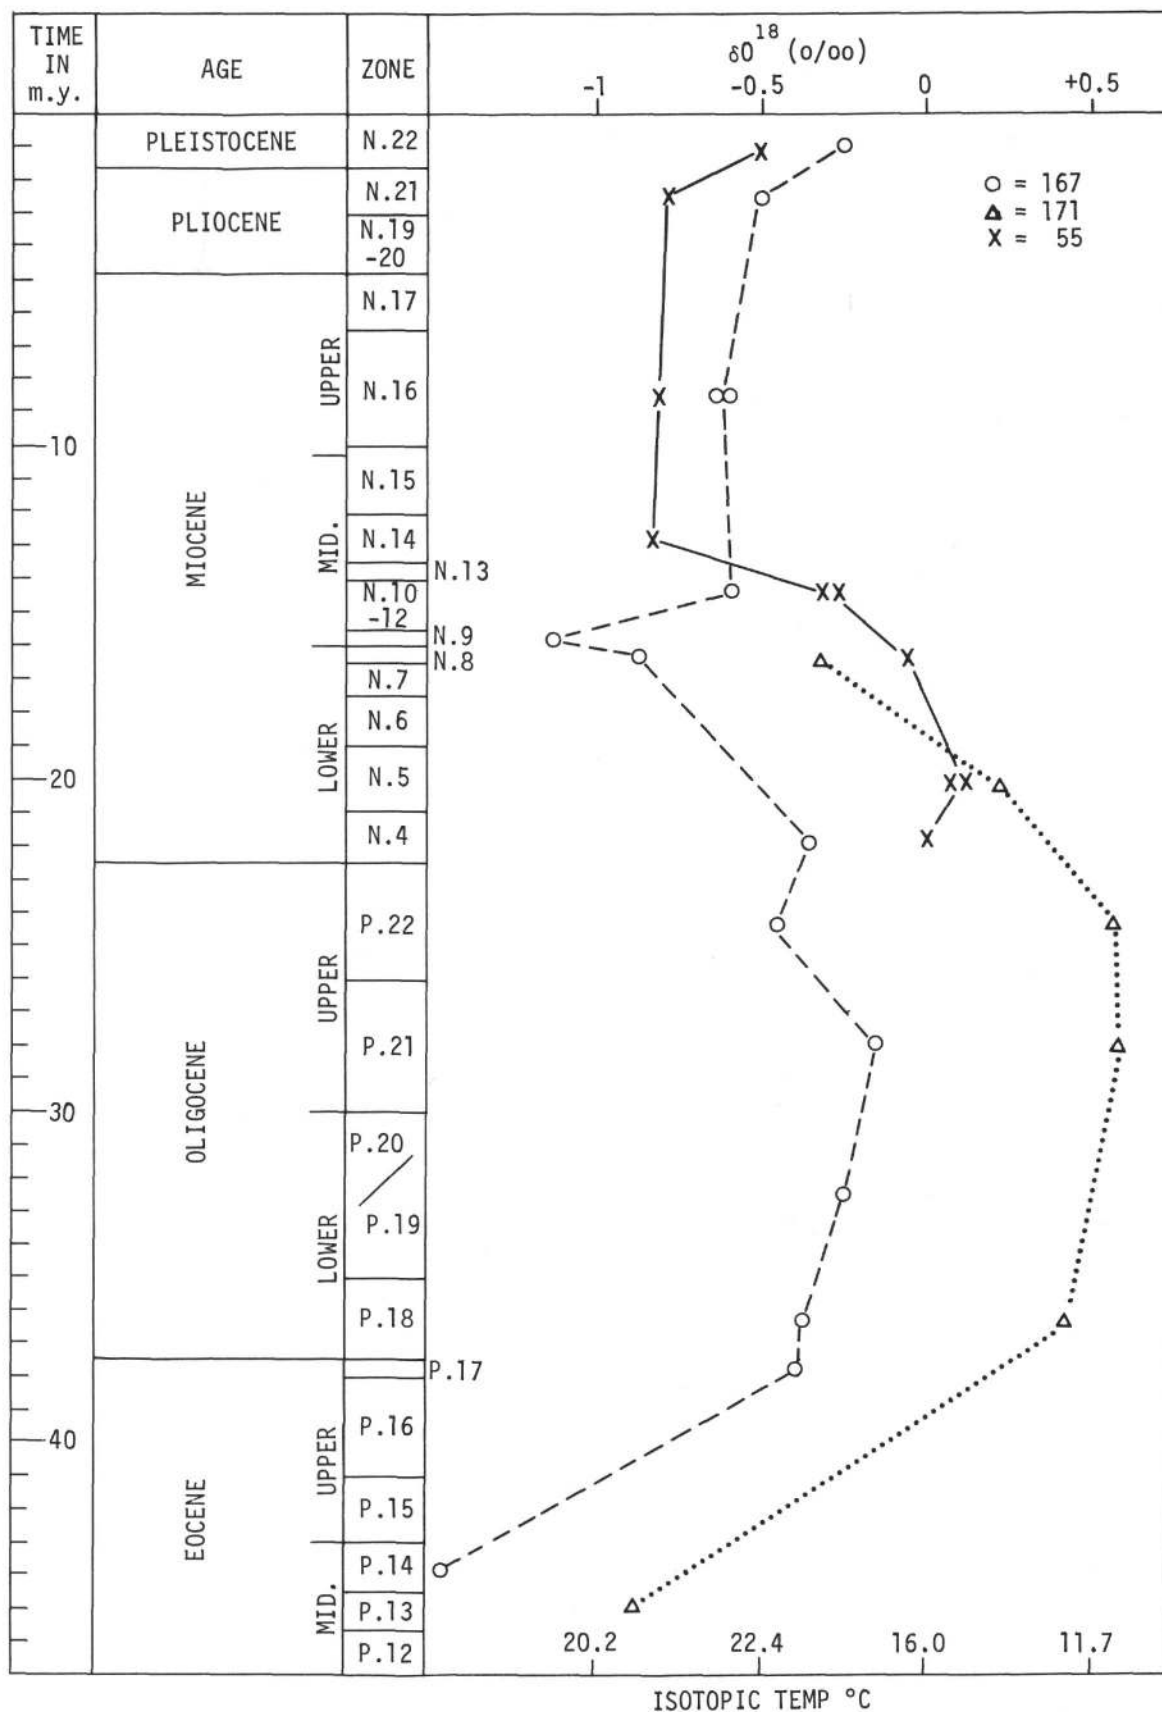 TIME
IN
m.y.
AGE
ZONE
δO18 (o/oo)
-1 -0.5 0 +0.5
PLEISTOCENE N.22
O = 167
Δ = 171
X = 55
PLIOCENE
N.21
N.19
-20
MIOCENE
UPPER
N.17
N.16
10
MID.
N.15
N.14
N.13
N.10
-12
N.9
N.8
LOWER
N.7
N.6
20
N.5
N.4
OLIGOCENE
UPPER
P.22
P.21
30
LOWER
P.20
/
P.19
P.18
EOCENE
P.17
UPPER
P.16
40
P.15
MID.
P.14
P.13
P.12
20.2 22.4 16.0 11.7
ISOTOPIC TEMP °C